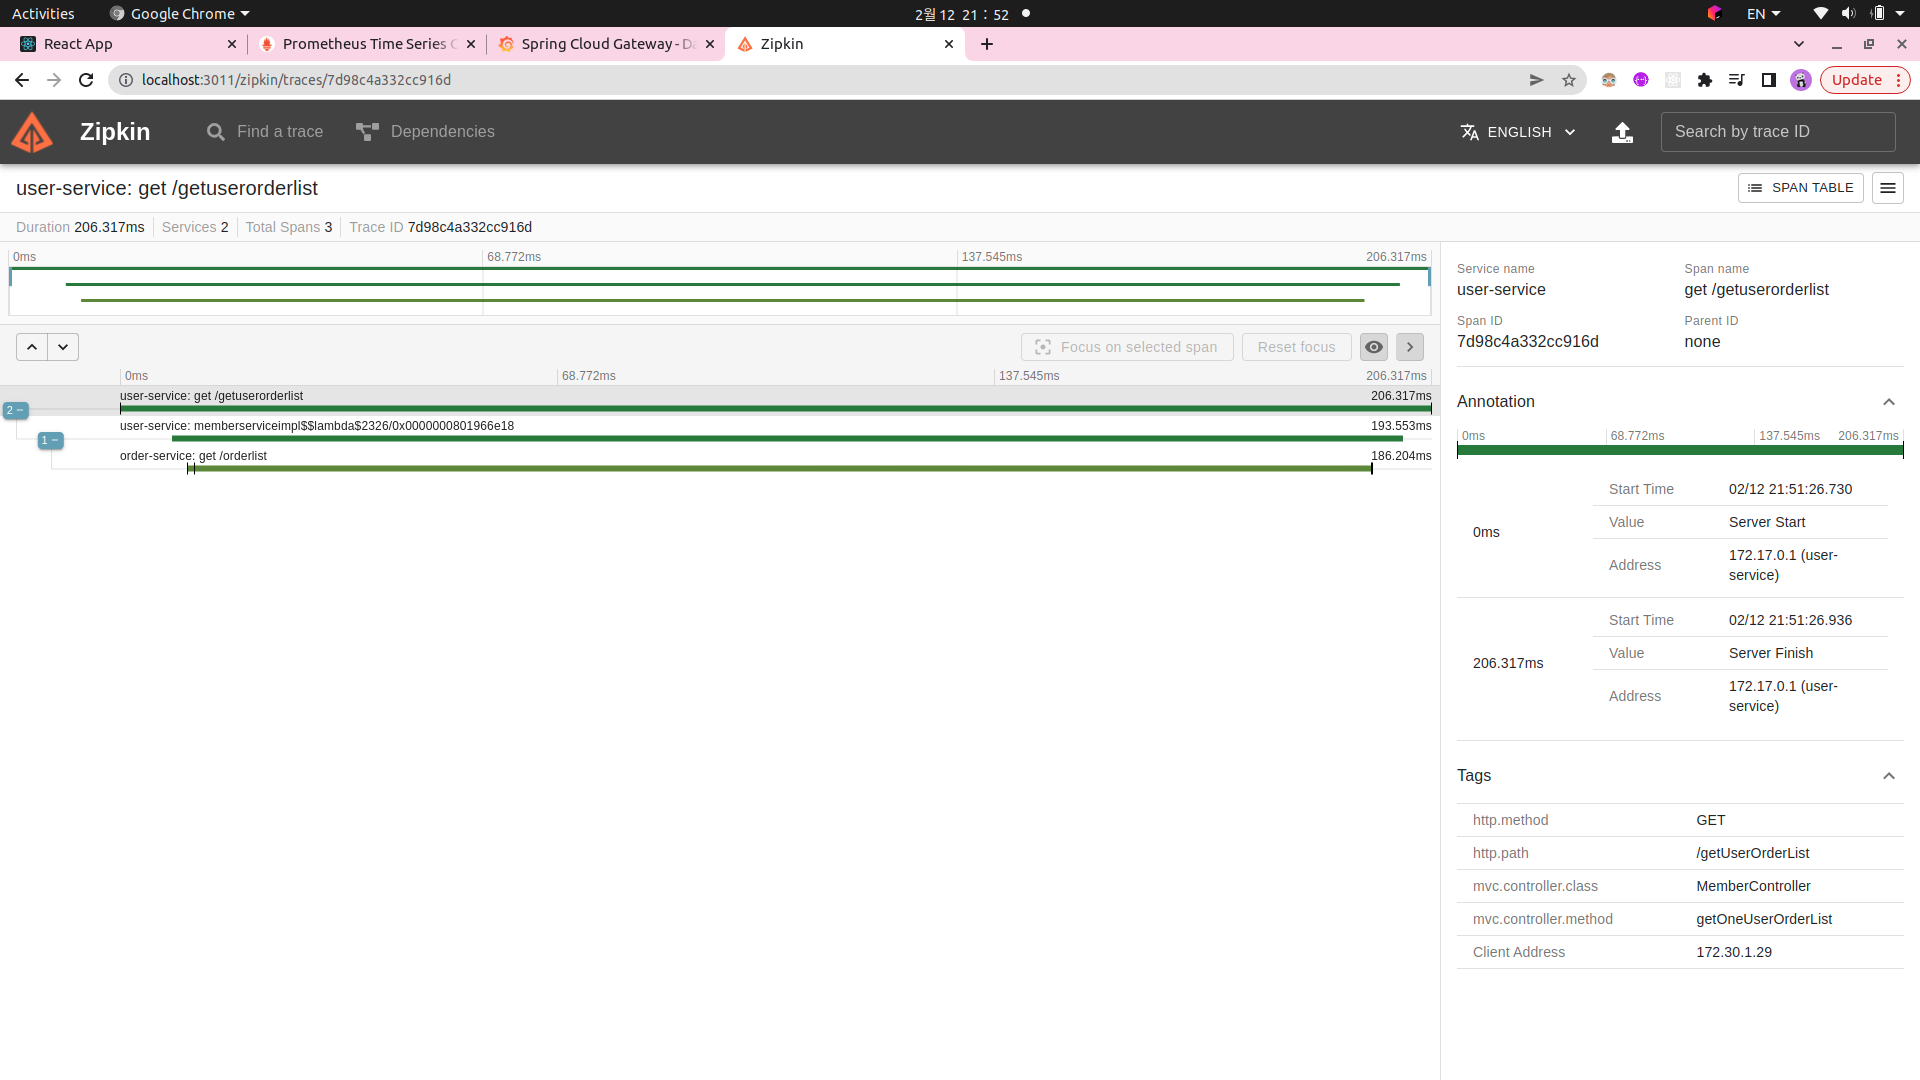 Activities
Google Chrome
2월 12 21 : 52
EN
React App
Prometheus Time Series C
Spring Cloud Gateway - Da
Zipkin
localhost:3011/zipkin/traces/7d98c4a332cc916d
Update
Zipkin
Find a trace
Dependencies
ENGLISH
Search by trace ID
user-service: get /getuserorderlist
SPAN TABLE
Duration 206.317ms
Services 2
Total Spans 3
Trace ID 7d98c4a332cc916d
0ms
68.772ms
137.545ms
206.317ms
Focus on selected span
Reset focus
0ms
68.772ms
137.545ms
206.317ms
user-service: get /getuserorderlist
206.317ms
2 −
user-service: memberserviceimpl$$lambda$2326/0x0000000801966e18
193.553ms
1 −
order-service: get /orderlist
186.204ms
Service name
user-service
Span name
get /getuserorderlist
Span ID
7d98c4a332cc916d
Parent ID
none
Annotation
0ms
68.772ms
137.545ms
206.317ms
0ms
Start Time
02/12 21:51:26.730
Value
Server Start
Address
172.17.0.1 (user-
service)
206.317ms
Start Time
02/12 21:51:26.936
Value
Server Finish
Address
172.17.0.1 (user-
service)
Tags
http.method
GET
http.path
/getUserOrderList
mvc.controller.class
MemberController
mvc.controller.method
getOneUserOrderList
Client Address
172.30.1.29